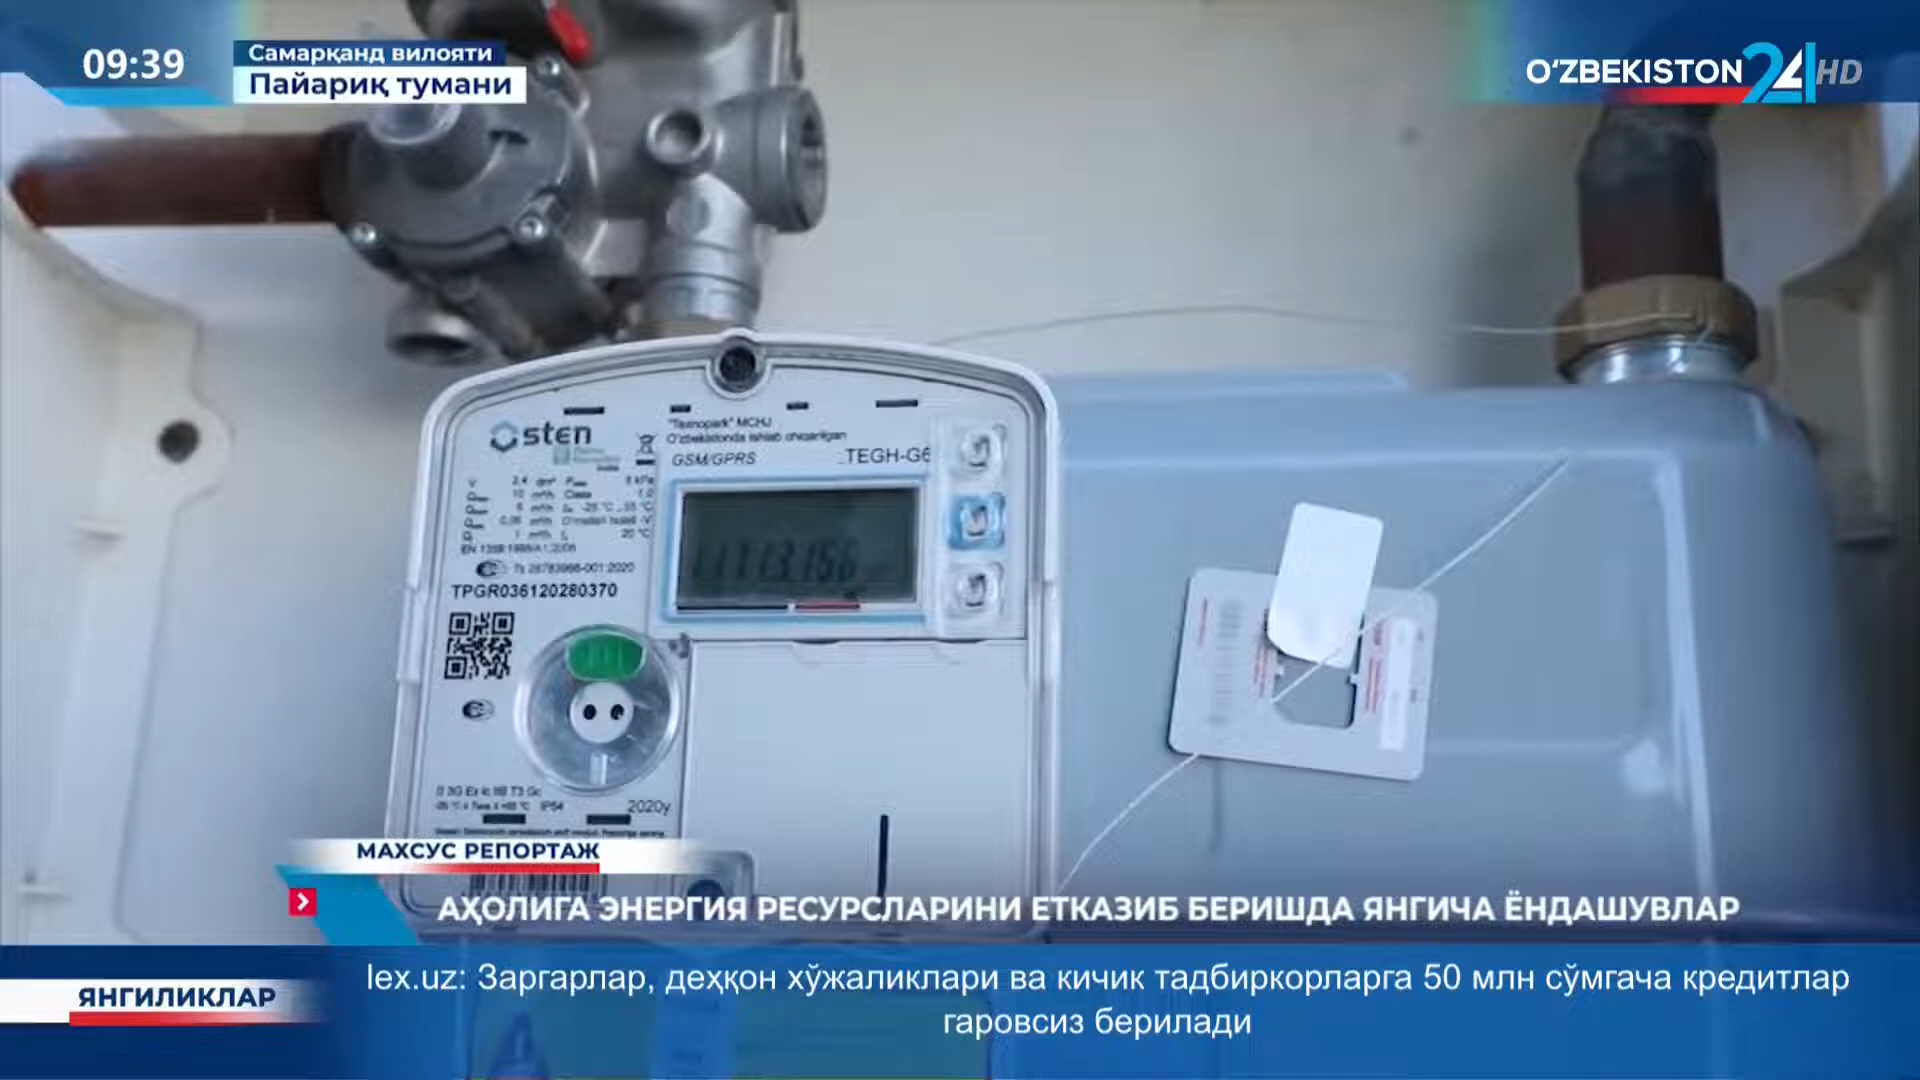 09:39
Самарқанд вилояти
Пайариқ тумани
O‘ZBEKISTON 24 HD
sten
"Texnopark" MCHJ
O'zbekistonda ishlab chiqarilgan
GSM/GPRS
TEGH-G6
TPGR036120280370
2020y
IP54
МАХСУС РЕПОРТАЖ
АҲОЛИГА ЭНЕРГИЯ РЕСУРСЛАРИНИ ЕТКАЗИБ БЕРИШДА ЯНГИЧА ЁНДАШУВЛАР
ЯНГИЛИКЛАР
lex.uz: Заргарлар, деҳқон хўжаликлари ва кичик тадбиркорларга 50 млн сўмгача кредитлар
гаровсиз берилади